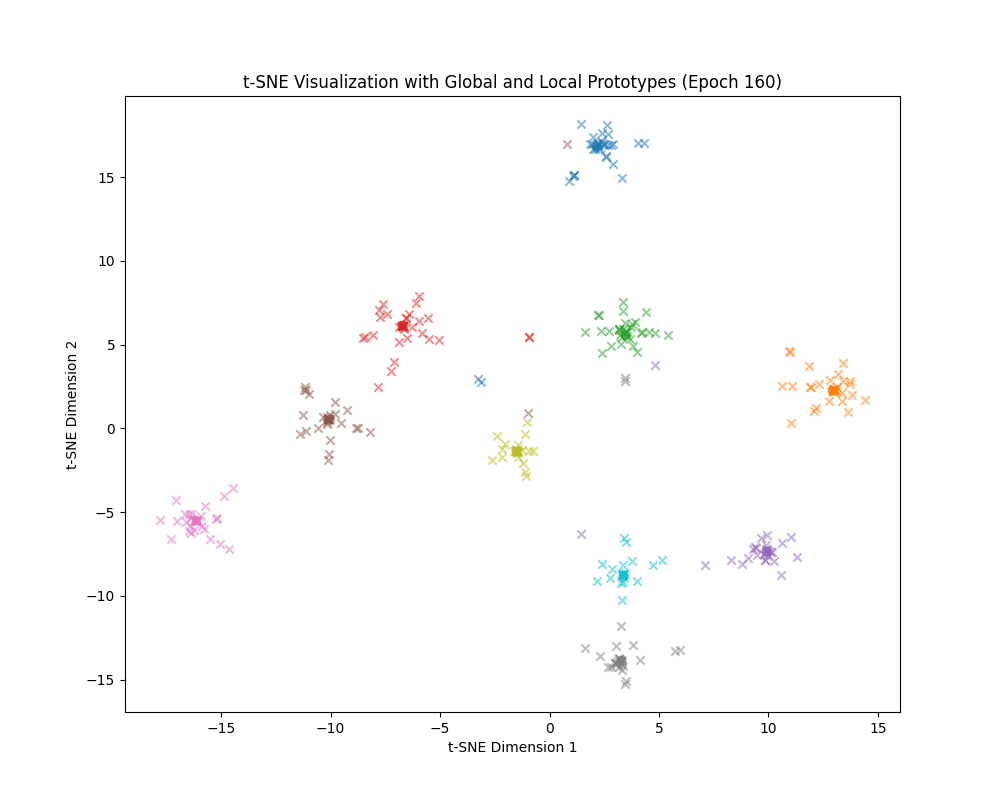 t-SNE Visualization with Global and Local Prototypes (Epoch 160)
15
10
5
0
−5
−10
−15
t-SNE Dimension 2
−15 −10 −5 0 5 10 15
t-SNE Dimension 1